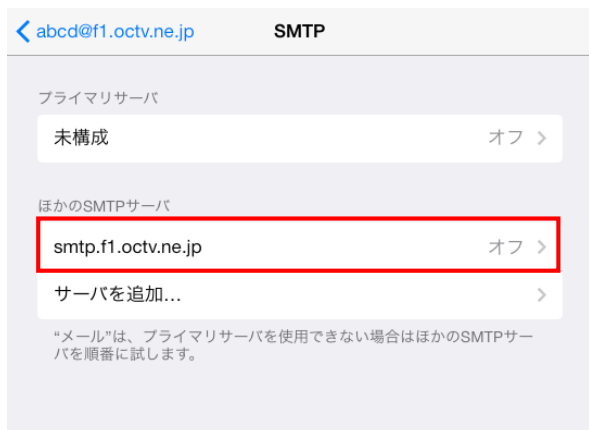 abcd@f1.octv.ne.jp SMTP
プライマリサーバ
未構成 オフ
ほかのSMTPサーバ
smtp.f1.octv.ne.jp オフ
サーバを追加...
“メール”は、プライマリサーバを使用できない場合はほかのSMTPサー
バを順番に試します。